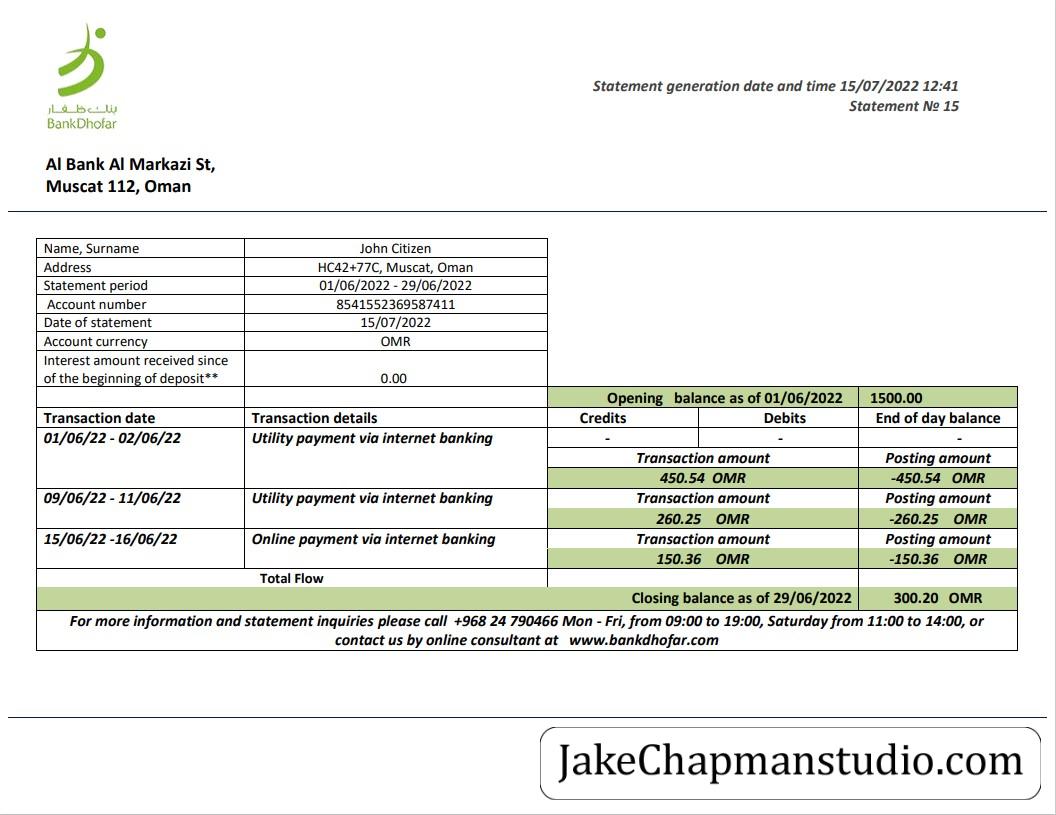 بنك ظفار
BankDhofar
Statement generation date and time 15/07/2022 12:41
Statement № 15
Al Bank Al Markazi St,
Muscat 112, Oman
Name, Surname John Citizen
Address HC42+77C, Muscat, Oman
Statement period 01/06/2022 - 29/06/2022
Account number 8541552369587411
Date of statement 15/07/2022
Account currency OMR
Interest amount received since
of the beginning of deposit** 0.00
Opening balance as of 01/06/2022 1500.00
Transaction date Transaction details Credits Debits End of day balance
01/06/22 - 02/06/22 Utility payment via internet banking - - -
Transaction amount Posting amount
450.54 OMR -450.54 OMR
09/06/22 - 11/06/22 Utility payment via internet banking Transaction amount Posting amount
260.25 OMR -260.25 OMR
15/06/22 -16/06/22 Online payment via internet banking Transaction amount Posting amount
150.36 OMR -150.36 OMR
Total Flow
Closing balance as of 29/06/2022 300.20 OMR
For more information and statement inquiries please call +968 24 790466 Mon - Fri, from 09:00 to 19:00, Saturday from 11:00 to 14:00, or
contact us by online consultant at www.bankdhofar.com
JakeChapmanstudio.com